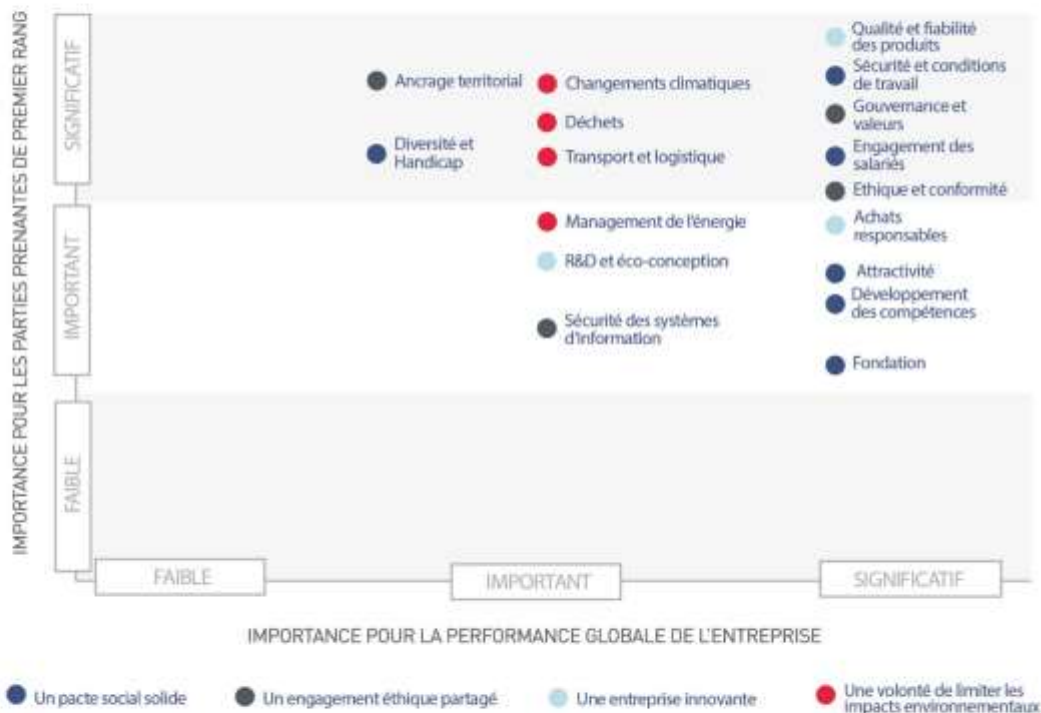 IMPORTANCE POUR LES PARTIES PRENANTES DE PREMIER RANG
SIGNIFICATIF
IMPORTANT
FAIBLE
Ancrage territorial
Diversité et
Handicap
Changements climatiques
Déchets
Transport et logistique
Management de l'énergie
R&D et éco-conception
Sécurité des systèmes
d'information
Qualité et fiabilité
des produits
Sécurité et conditions
de travail
Gouvernance et
valeurs
Engagement des
salariés
Ethique et conformité
Achats
responsables
Attractivité
Développement
des compétences
Fondation
FAIBLE
IMPORTANT
SIGNIFICATIF
IMPORTANCE POUR LA PERFORMANCE GLOBALE DE L'ENTREPRISE
Un pacte social solide
Un engagement éthique partagé
Une entreprise innovante
Une volonté de limiter les
impacts environnementaux